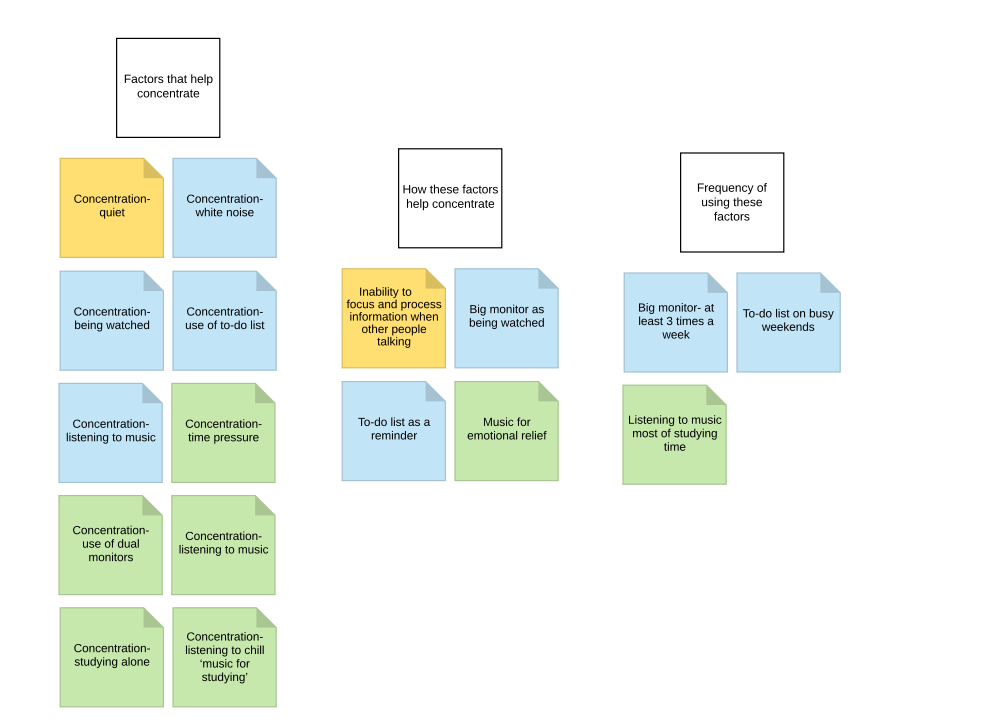 Factors that help
concentrate
Concentration-
quiet
Concentration-
white noise
Concentration-
being watched
Concentration-
use of to-do list
Concentration-
listening to music
Concentration-
time pressure
Concentration-
use of dual
monitors
Concentration-
listening to music
Concentration-
studying alone
Concentration-
listening to chill
‘music for
studying’
How these factors
help concentrate
Inability to
focus and process
information when
other people
talking
Big monitor as
being watched
To-do list as a
reminder
Music for
emotional relief
Frequency of
using these
factors
Big monitor- at
least 3 times a
week
To-do list on busy
weekends
Listening to music
most of studying
time